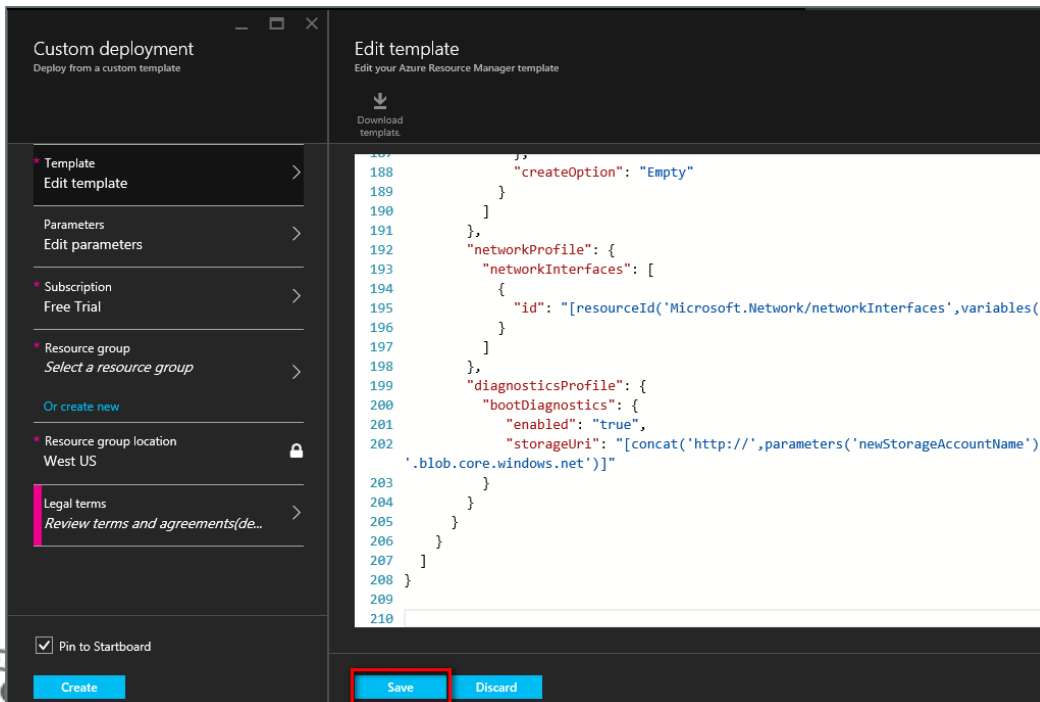 Custom deployment
Deploy from a custom template
* Template
Edit template
Parameters
Edit parameters
* Subscription
Free Trial
* Resource group
Select a resource group
Or create new
* Resource group location
West US
Legal terms
Review terms and agreements(de...
Pin to Startboard
Create
Edit template
Edit your Azure Resource Manager template
Download
template
187 },
188 "createOption": "Empty"
189 }
190 ]
191 },
192 "networkProfile": {
193 "networkInterfaces": [
194 {
195 "id": "[resourceId('Microsoft.Network/networkInterfaces',variables(
196 }
197 ]
198 },
199 "diagnosticsProfile": {
200 "bootDiagnostics": {
201 "enabled": "true",
202 "storageUri": "[concat('http://',parameters('newStorageAccountName')
'.blob.core.windows.net')]"
203 }
204 }
205 }
206 }
207 ]
208 }
209
210
Save
Discard